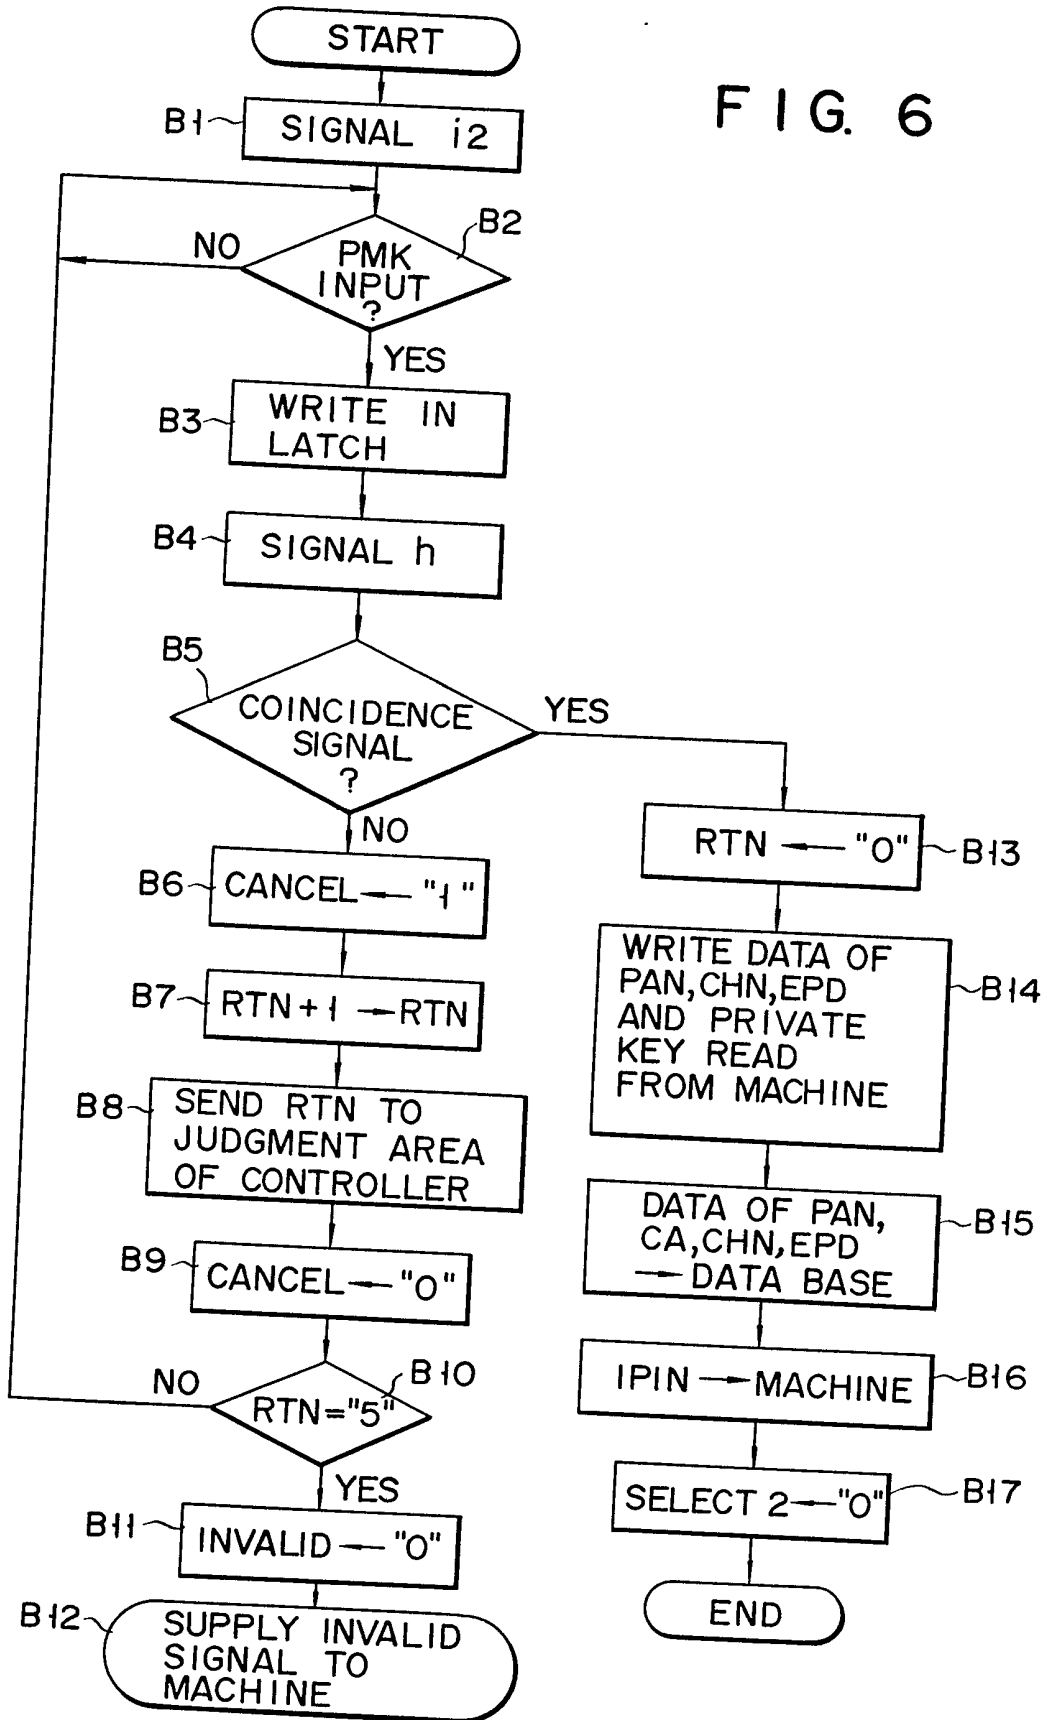 START
FIG. 6
B1
SIGNAL i2
B2
NO
PMK
INPUT
?
YES
B3
WRITE IN
LATCH
B4
SIGNAL h
B5
COINCIDENCE
SIGNAL
?
YES
NO
B6
CANCEL ← "1"
B7
RTN + 1 → RTN
B8
SEND RTN TO
JUDGMENT AREA
OF CONTROLLER
B9
CANCEL ← "0"
B10
NO
RTN="5"
YES
B11
INVALID ← "0"
B12
SUPPLY INVALID
SIGNAL TO
MACHINE
RTN ← "0"
B13
WRITE DATA OF
PAN,CHN,EPD
AND PRIVATE
KEY READ
FROM MACHINE
B14
DATA OF PAN,
CA,CHN,EPD
→ DATA BASE
B15
IPIN → MACHINE
B16
SELECT 2 ← "0"
B17
END